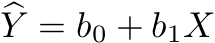 Ŷ = b₀ + b₁X